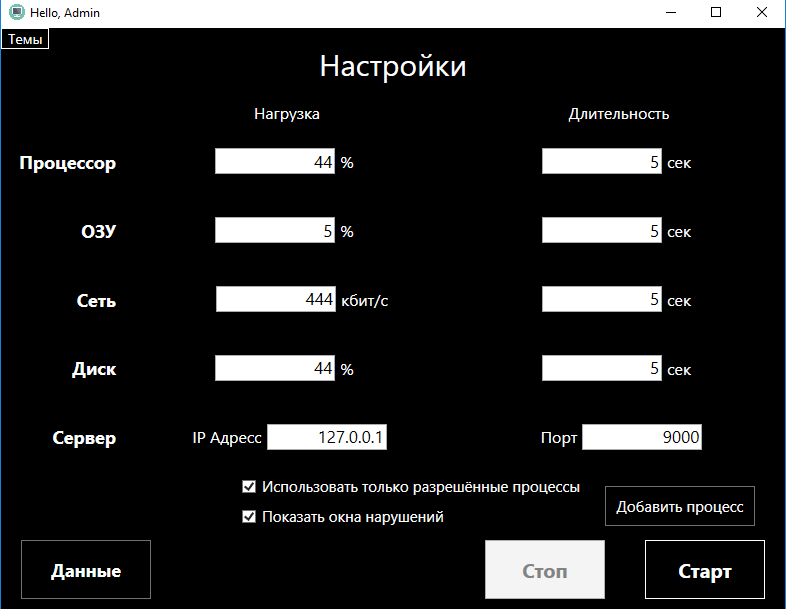 Hello, Admin
Темы
Настройки
Нагрузка Длительность
Процессор 44 % 5 сек
ОЗУ 5 % 5 сек
Сеть 444 кбит/с 5 сек
Диск 44 % 5 сек
Сервер IP Адресс 127.0.0.1 Порт 9000
Использовать только разрешённые процессы
Добавить процесс
Показать окна нарушений
Данные Стоп Старт